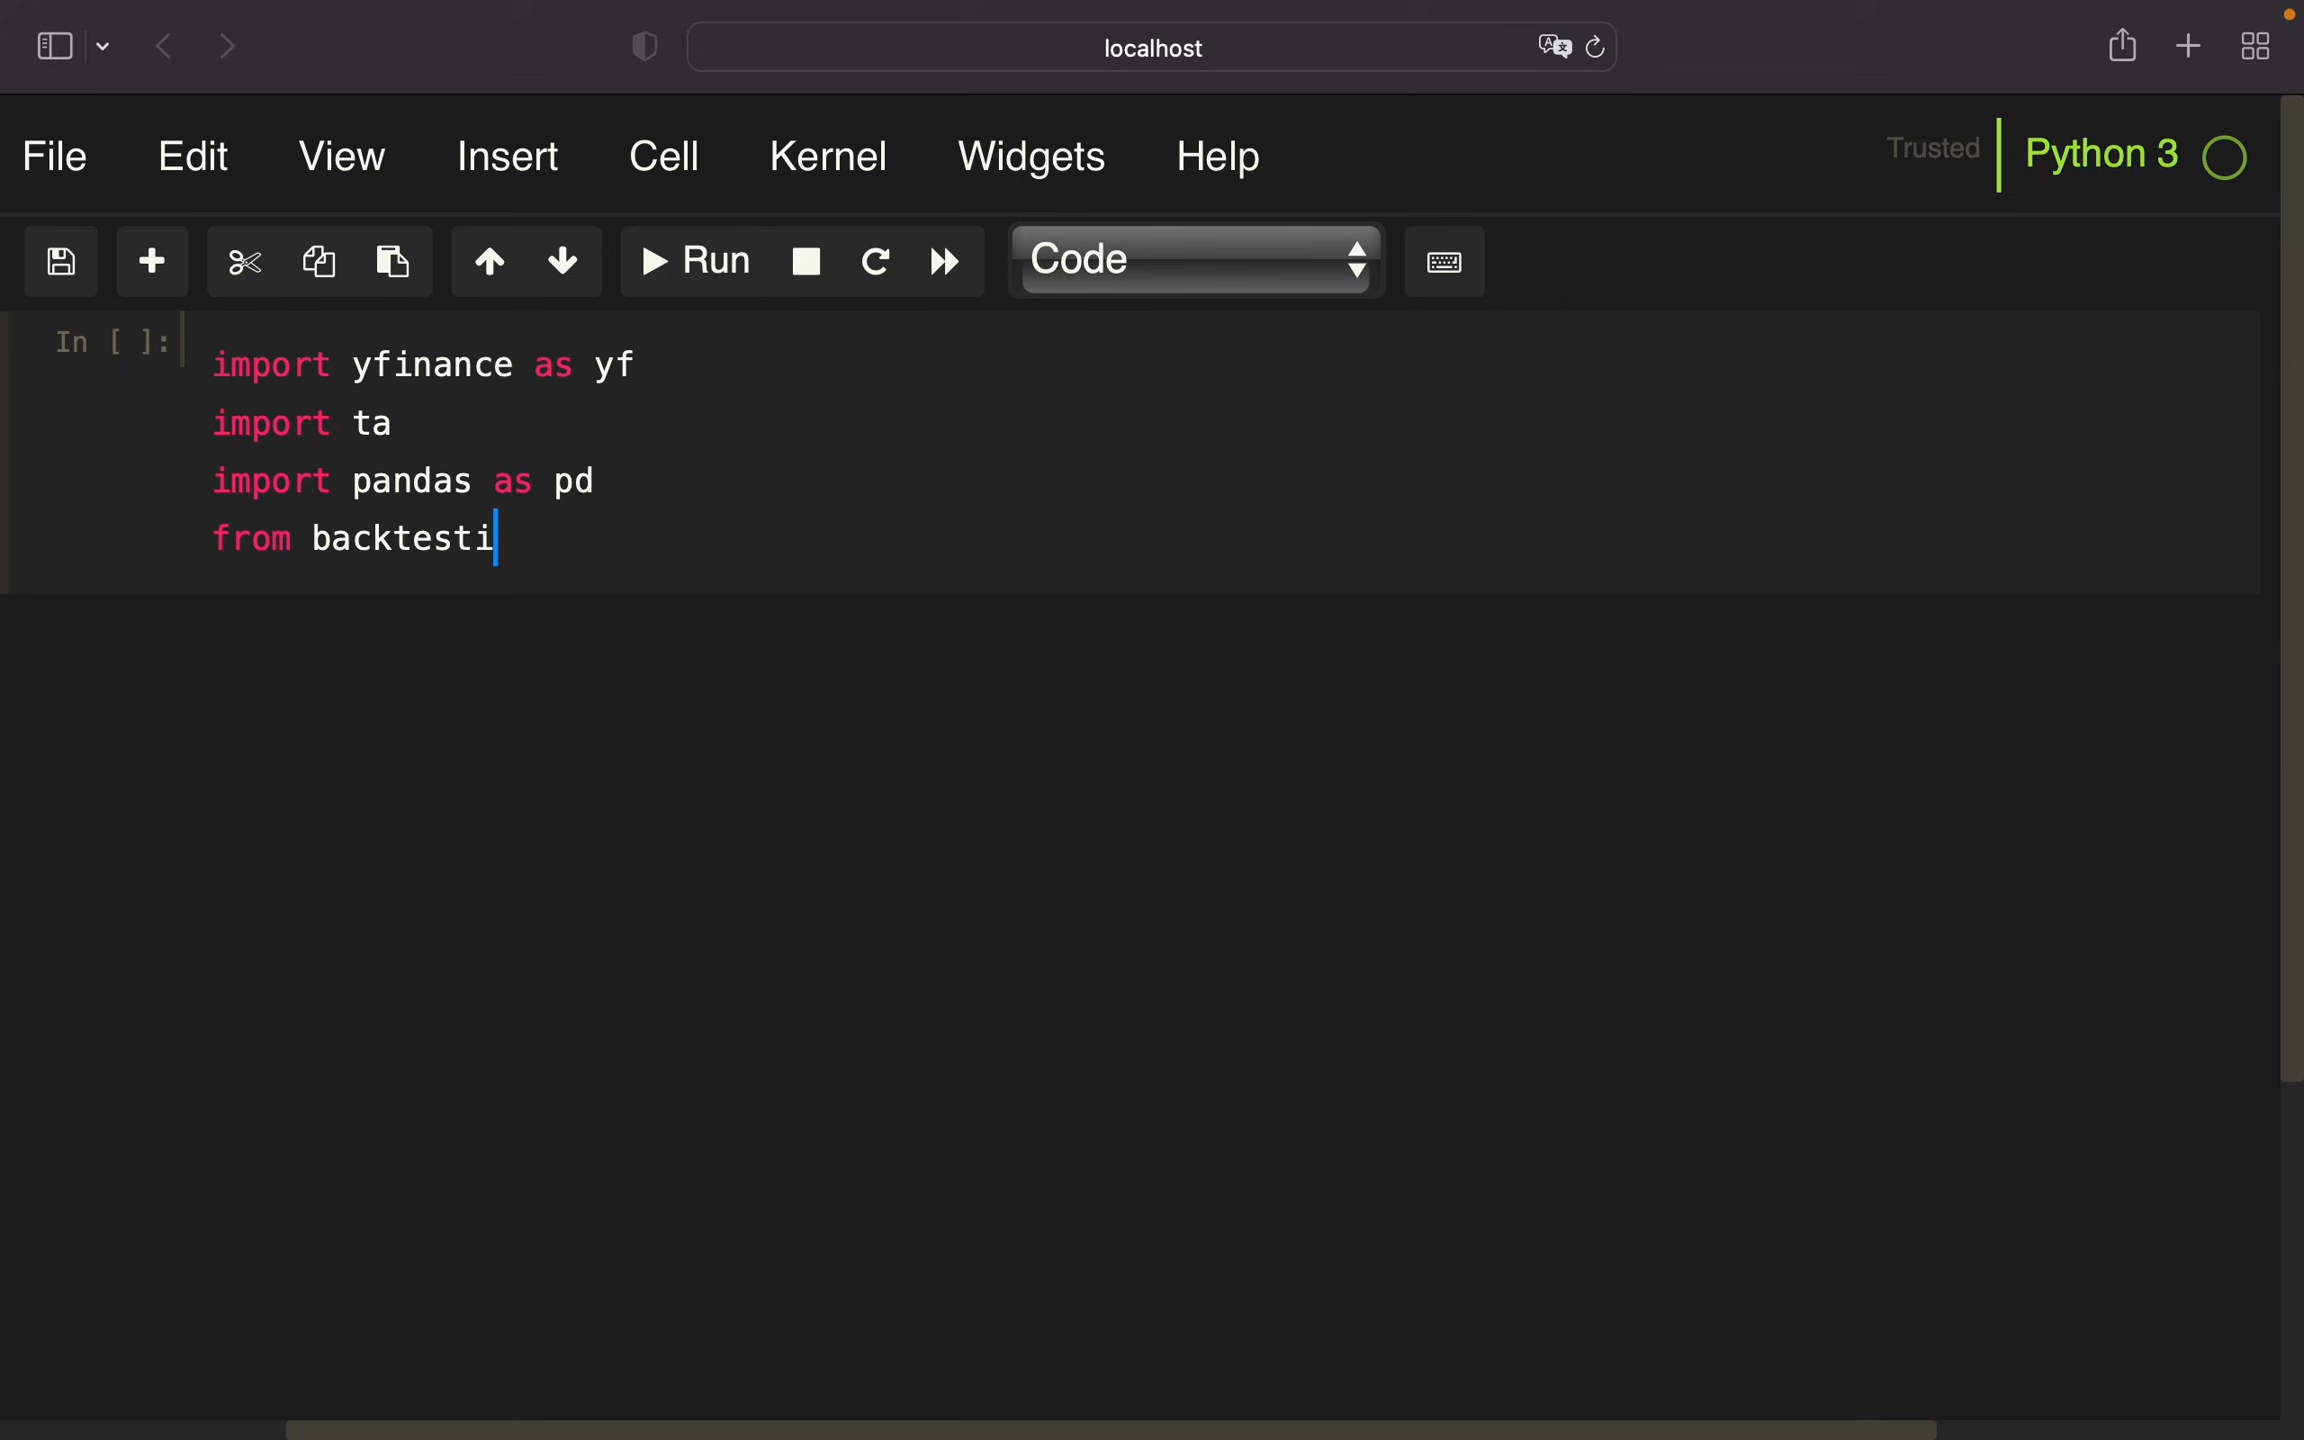 localhost
File Edit View Insert Cell Kernel Widgets Help Trusted Python 3
Run Code
In [ ]:
import yfinance as yf
import ta
import pandas as pd
from backtesti